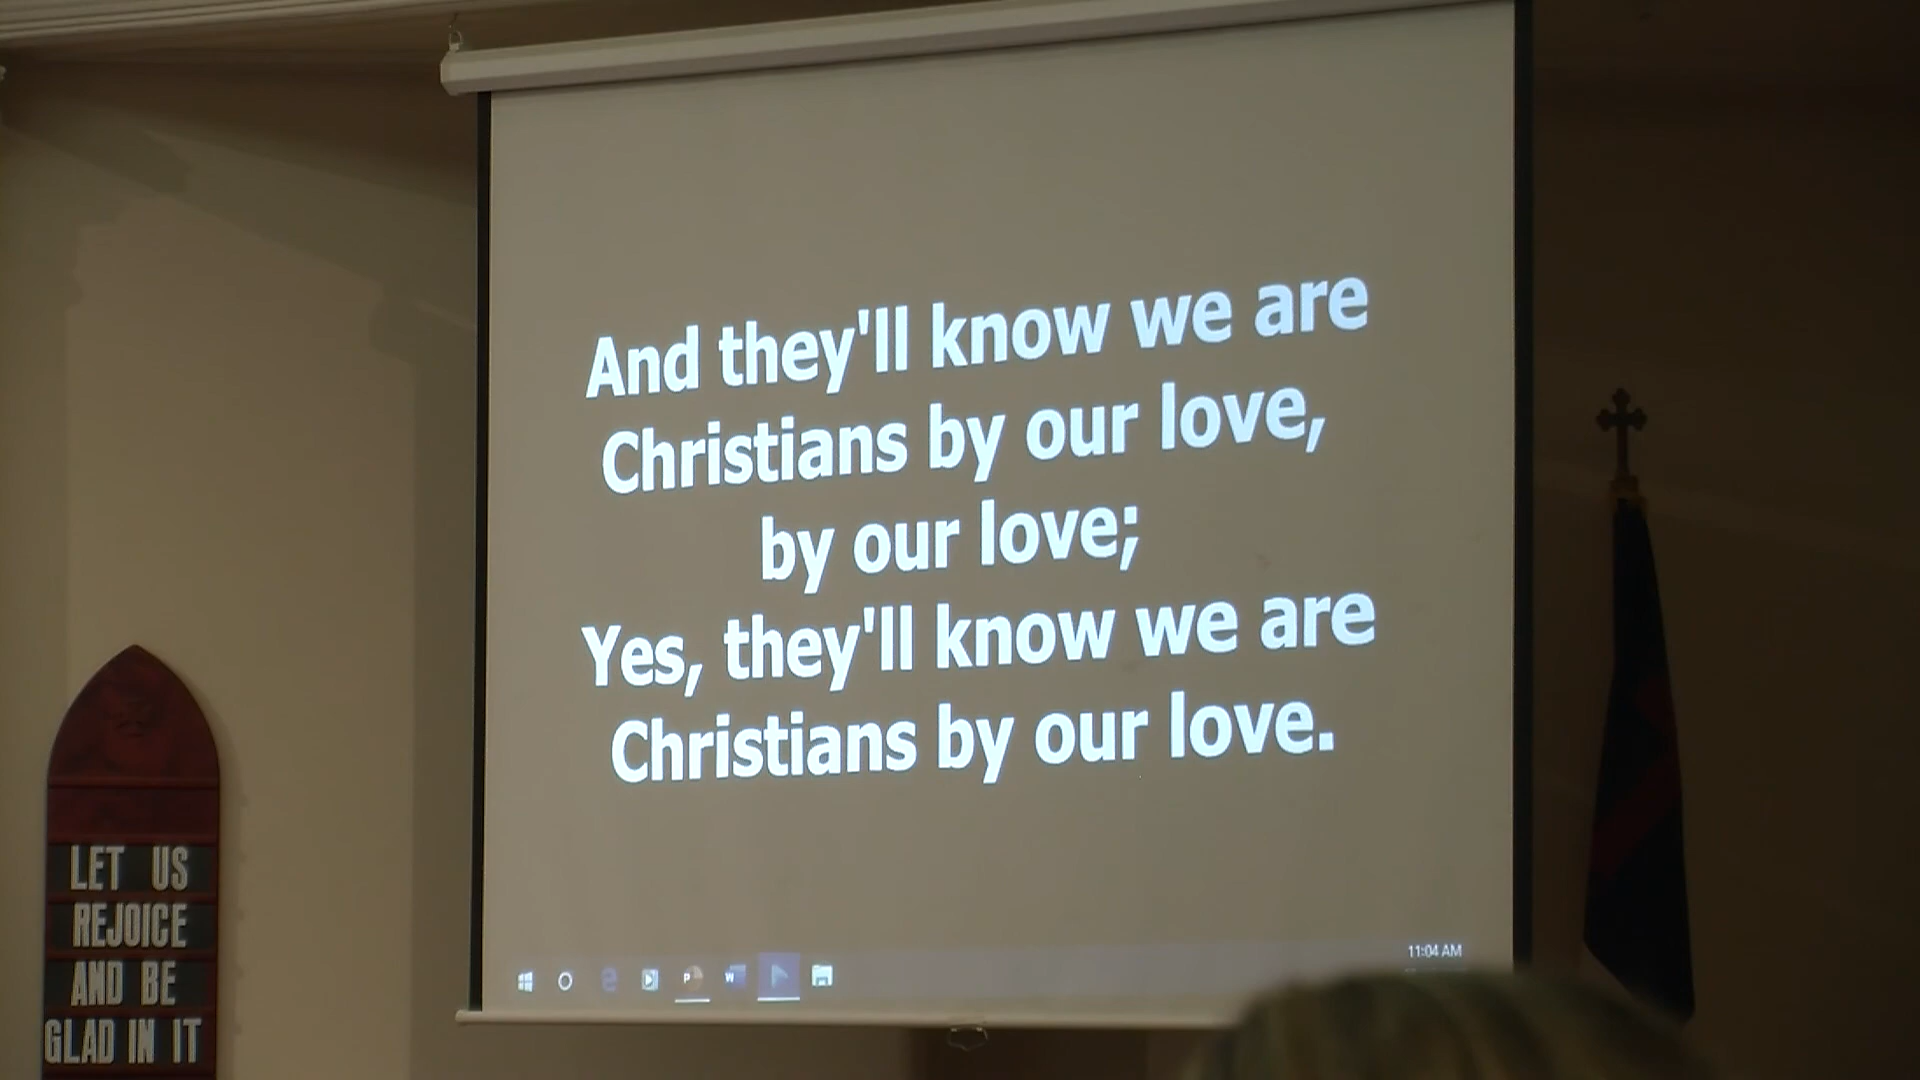 And they'll know we are
Christians by our love,
by our love;
Yes, they'll know we are
Christians by our love.
11:04 AM
LET US
REJOICE
AND BE
GLAD IN IT